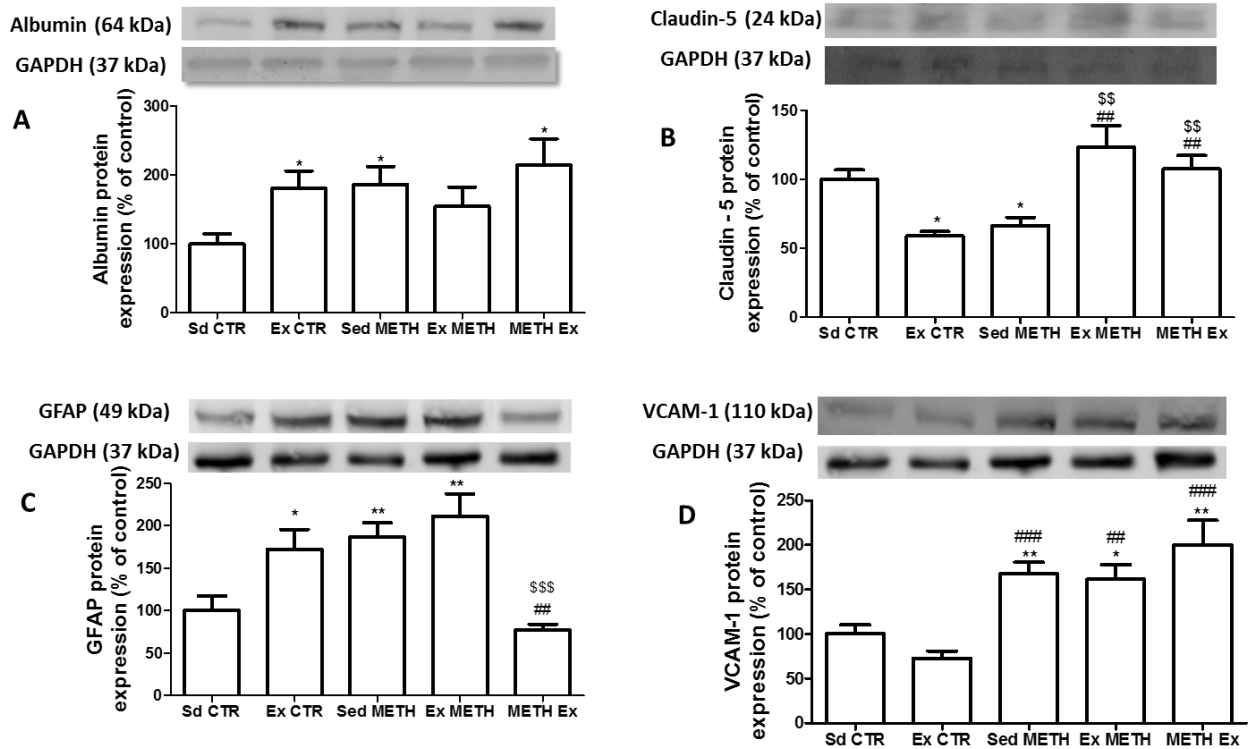 Albumin (64 kDa)
GAPDH (37 kDa)
A
Albumin protein
expression (% of control)
300
200
100
0
*
*
*
Sd CTR Ex CTR Sed METH Ex METH METH Ex
Claudin-5 (24 kDa)
GAPDH (37 kDa)
B
Claudin - 5 protein
expression (% of control)
150
100
50
0
*
*
$$
##
$$
##
Sd CTR Ex CTR Sed METH Ex METH METH Ex
GFAP (49 kDa)
GAPDH (37 kDa)
C
GFAP protein
expression (% of control)
250
200
150
100
50
0
*
**
**
$$$
##
Sd CTR Ex CTR Sed METH Ex METH METH Ex
VCAM-1 (110 kDa)
GAPDH (37 kDa)
D
VCAM-1 protein
expression (% of control)
250
200
150
100
50
0
###
**
##
*
###
**
Sd CTR Ex CTR Sed METH Ex METH METH Ex